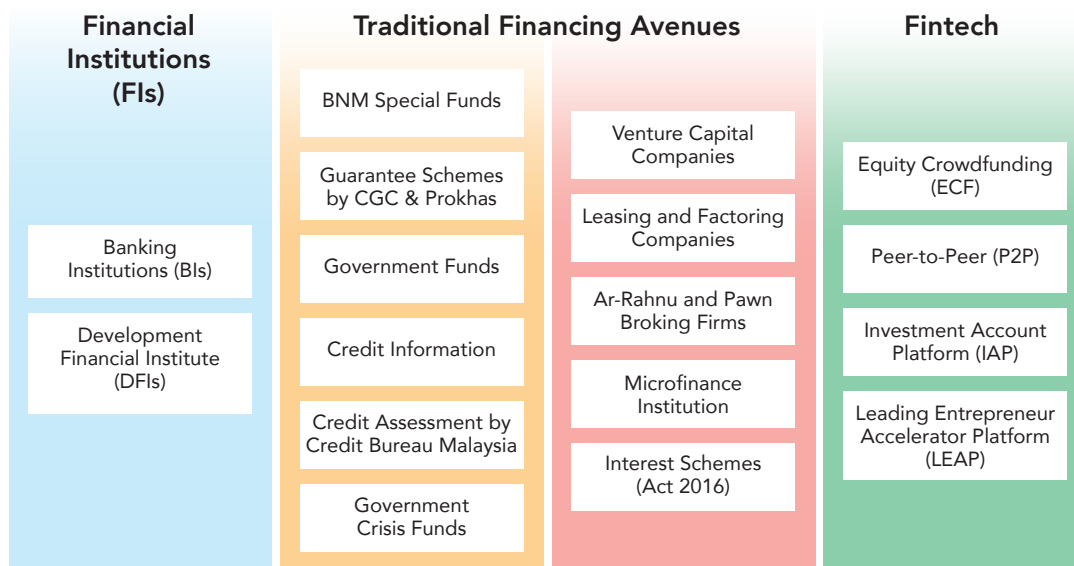 Financial
Institutions
(FIs)
Banking
Institutions (BIs)
Development
Financial Institute
(DFIs)
Traditional Financing Avenues
BNM Special Funds
Guarantee Schemes
by CGC & Prokhas
Government Funds
Credit Information
Credit Assessment by
Credit Bureau Malaysia
Government
Crisis Funds
Venture Capital
Companies
Leasing and Factoring
Companies
Ar-Rahnu and Pawn
Broking Firms
Microfinance
Institution
Interest Schemes
(Act 2016)
Fintech
Equity Crowdfunding
(ECF)
Peer-to-Peer (P2P)
Investment Account
Platform (IAP)
Leading Entrepreneur
Accelerator Platform
(LEAP)